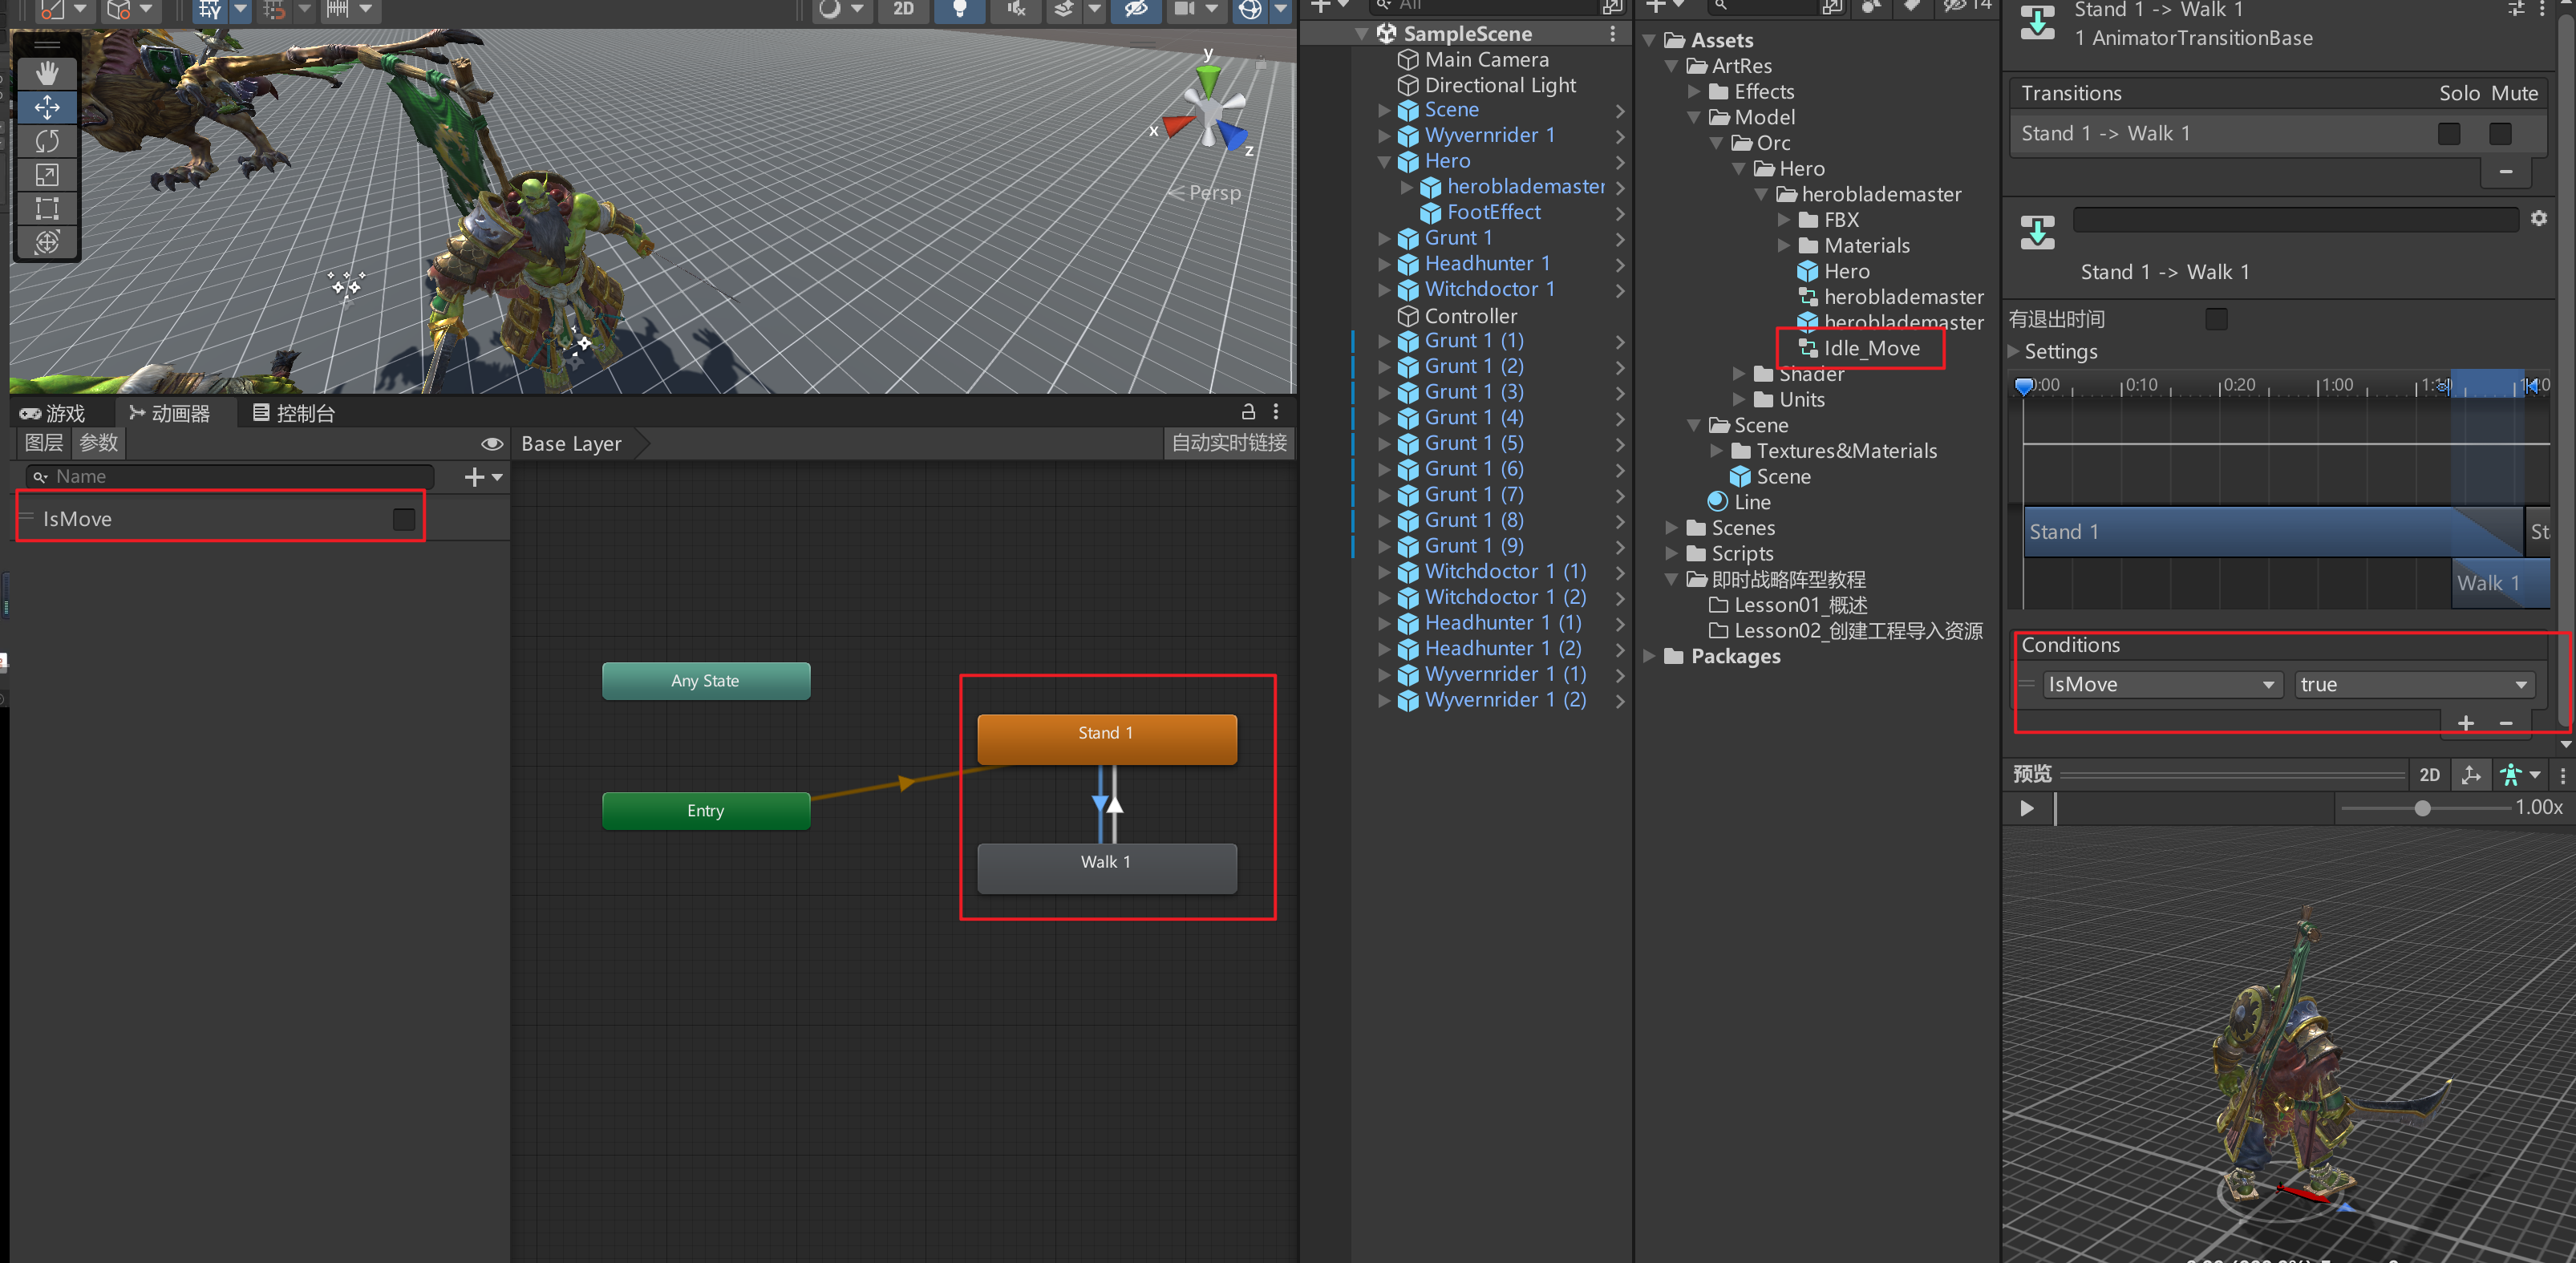 2D
y
x
z
Persp
游戏
动画器
控制台
图层
参数
Base Layer
自动实时链接
Name
IsMove
Any State
Entry
Stand 1
Walk 1
All
SampleScene
Main Camera
Directional Light
Scene
Wyvernrider 1
Hero
heroblademaster
FootEffect
Grunt 1
Headhunter 1
Witchdoctor 1
Controller
Grunt 1 (1)
Grunt 1 (2)
Grunt 1 (3)
Grunt 1 (4)
Grunt 1 (5)
Grunt 1 (6)
Grunt 1 (7)
Grunt 1 (8)
Grunt 1 (9)
Witchdoctor 1 (1)
Witchdoctor 1 (2)
Headhunter 1 (1)
Headhunter 1 (2)
Wyvernrider 1 (1)
Wyvernrider 1 (2)
14
Assets
ArtRes
Effects
Model
Orc
Hero
heroblademaster
FBX
Materials
Hero
heroblademaster
heroblademaster
Idle_Move
Shader
Units
Scene
Textures&Materials
Scene
Line
Scenes
Scripts
即时战略阵型教程
Lesson01_概述
Lesson02_创建工程导入资源
Packages
Stand 1 -> Walk 1
1 AnimatorTransitionBase
Transitions Solo Mute
Stand 1 -> Walk 1
Stand 1 -> Walk 1
有退出时间
Settings
0:00 0:10 0:20 1:00
Stand 1
Walk 1
Conditions
IsMove true
预览 2D
1.00x